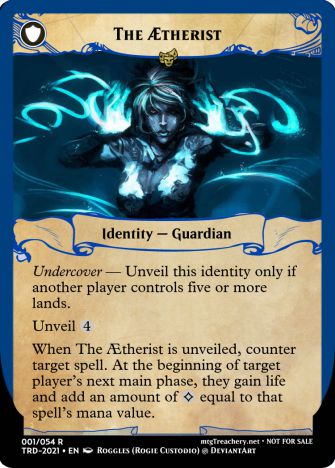 The Ætherist
Identity — Guardian
Undercover — Unveil this identity only if
another player controls five or more
lands.
Unveil 4
When The Ætherist is unveiled, counter
target spell. At the beginning of target
player's next main phase, they gain life
and add an amount of equal to
that spell's mana value.
001/054 R
mtgTreachery.net • NOT FOR SALE
TRD•2021 • EN Roggles (Rogie Custodio) @ DeviantArt